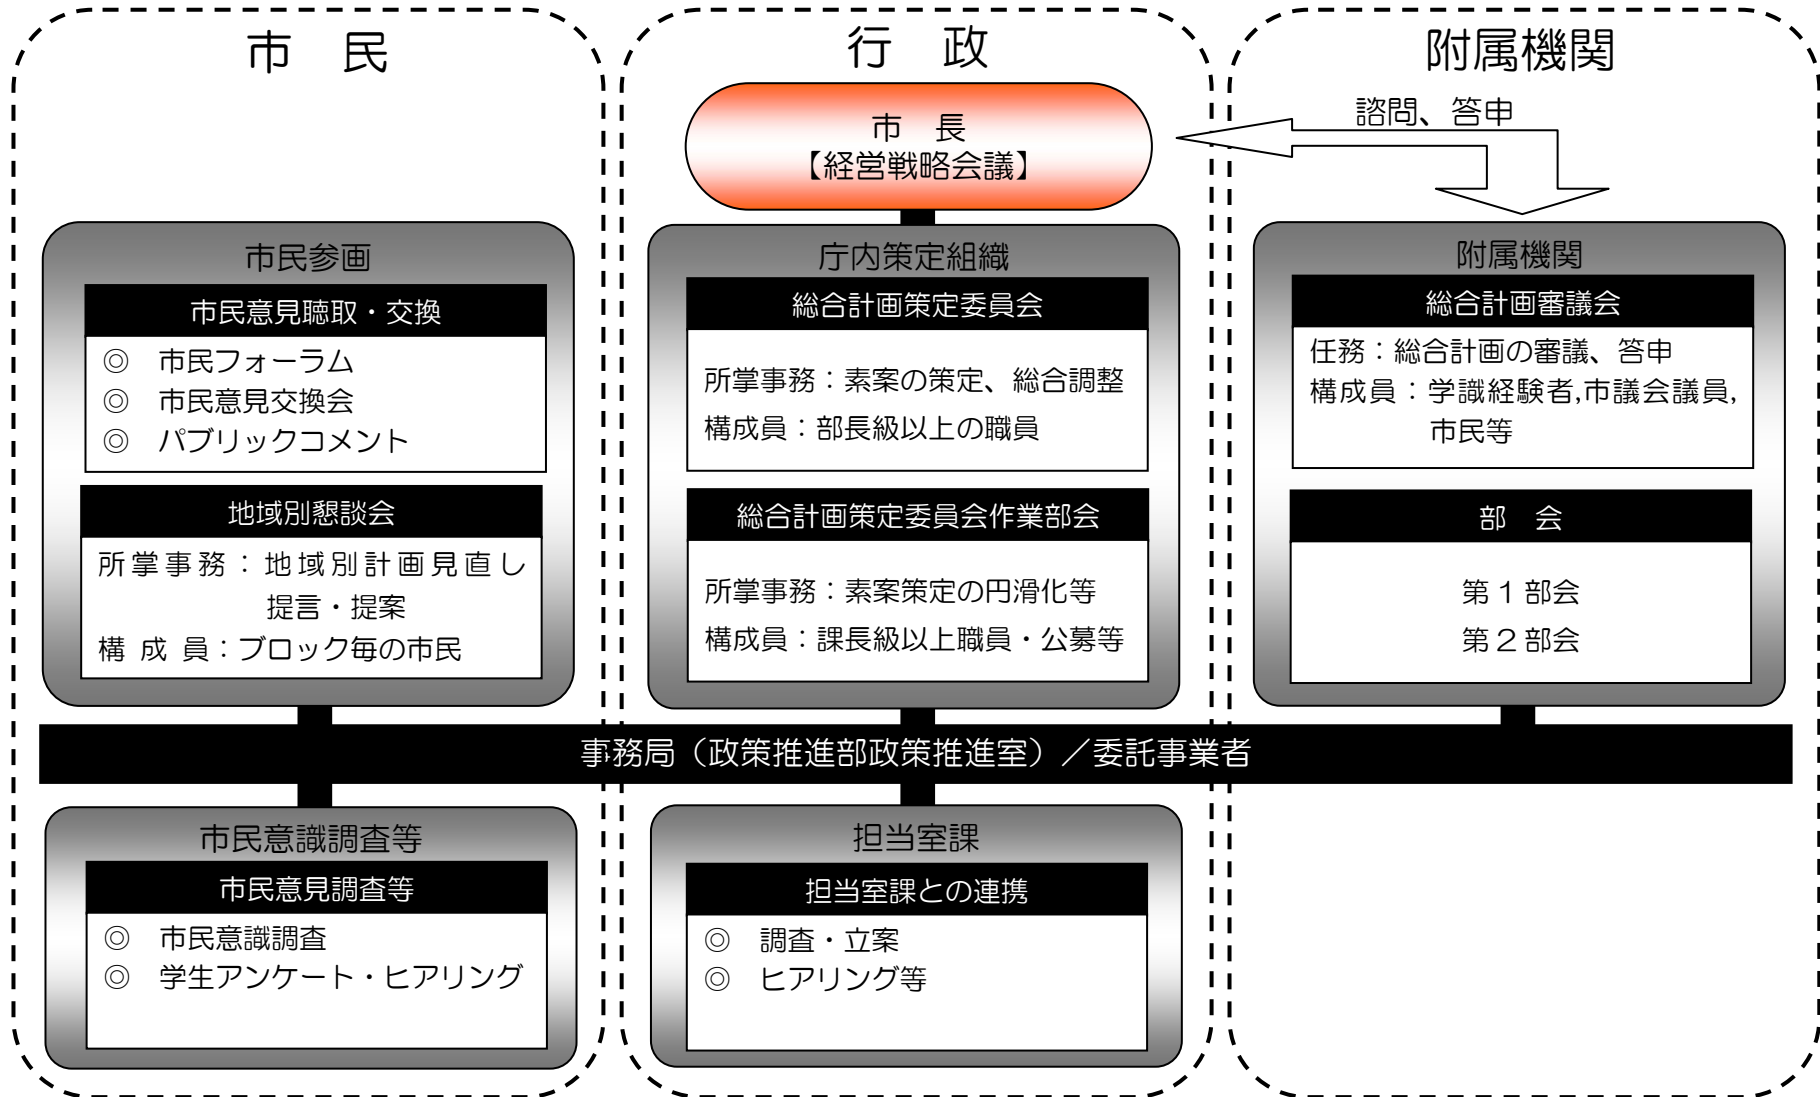 市　民
市民参画
市民意見聴取・交換
◎　市民フォーラム
◎　市民意見交換会
◎　パブリックコメント
地域別懇談会
所掌事務：地域別計画見直し
提言・提案
構 成 員：ブロック毎の市民
行　政
市　長
【経営戦略会議】
庁内策定組織
総合計画策定委員会
所掌事務：素案の策定、総合調整
構成員：部長級以上の職員
総合計画策定委員会作業部会
所掌事務：素案策定の円滑化等
構成員：課長級以上職員・公募等
附属機関
諮問、答申
附属機関
総合計画審議会
任務：総合計画の審議、答申
構成員：学識経験者,市議会議員,
市民等
部　会
第１部会
第２部会
事務局（政策推進部政策推進室）／委託事業者
市民意識調査等
市民意見調査等
◎　市民意識調査
◎　学生アンケート・ヒアリング
担当室課
担当室課との連携
◎　調査・立案
◎　ヒアリング等